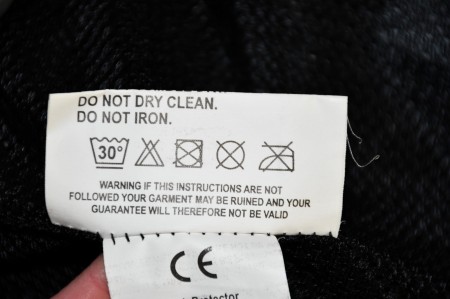 DO NOT DRY CLEAN.
DO NOT IRON.
30°
WARNING IF THIS INSTRUCTIONS ARE NOT
FOLLOWED YOUR GARMENT MAY BE RUINED AND YOUR
GUARANTEE WILL THEREFORE NOT BE VALID
CE
Protector